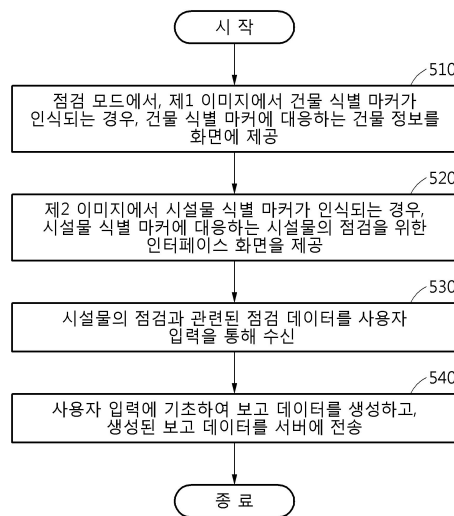 시 작
510
점검 모드에서, 제1 이미지에서 건물 식별 마커가
인식되는 경우, 건물 식별 마커에 대응하는 건물 정보를
화면에 제공
520
제2 이미지에서 시설물 식별 마커가 인식되는 경우,
시설물 식별 마커에 대응하는 시설물의 점검을 위한
인터페이스 화면을 제공
530
시설물의 점검과 관련된 점검 데이터를 사용자
입력을 통해 수신
540
사용자 입력에 기초하여 보고 데이터를 생성하고,
생성된 보고 데이터를 서버에 전송
종 료